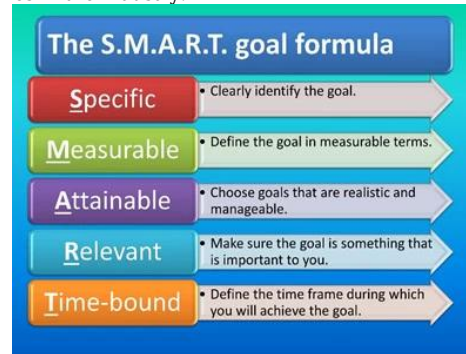 The S.M.A.R.T. goal formula
Specific
• Clearly identify the goal.
Measurable
• Define the goal in measurable terms.
Attainable
• Choose goals that are realistic and
manageable.
Relevant
• Make sure the goal is something that
is important to you.
Time-bound
• Define the time frame during which
you will achieve the goal.